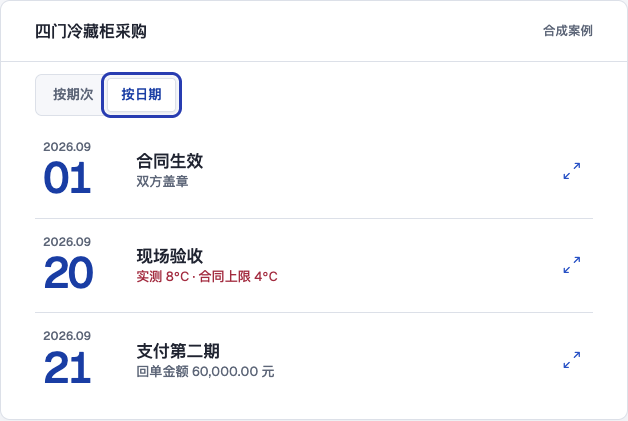 四门冷藏柜采购
合成案例
按期次
按日期
2026.09
01
合同生效
双方盖章
2026.09
20
现场验收
实测 8°C · 合同上限 4°C
2026.09
21
支付第二期
回单金额 60,000.00 元